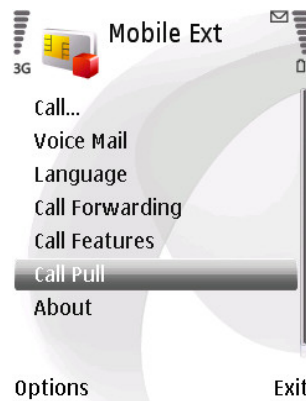 Mobile Ext
3G
Call...
Voice Mail
Language
Call Forwarding
Call Features
Call Pull
About
Options Exit